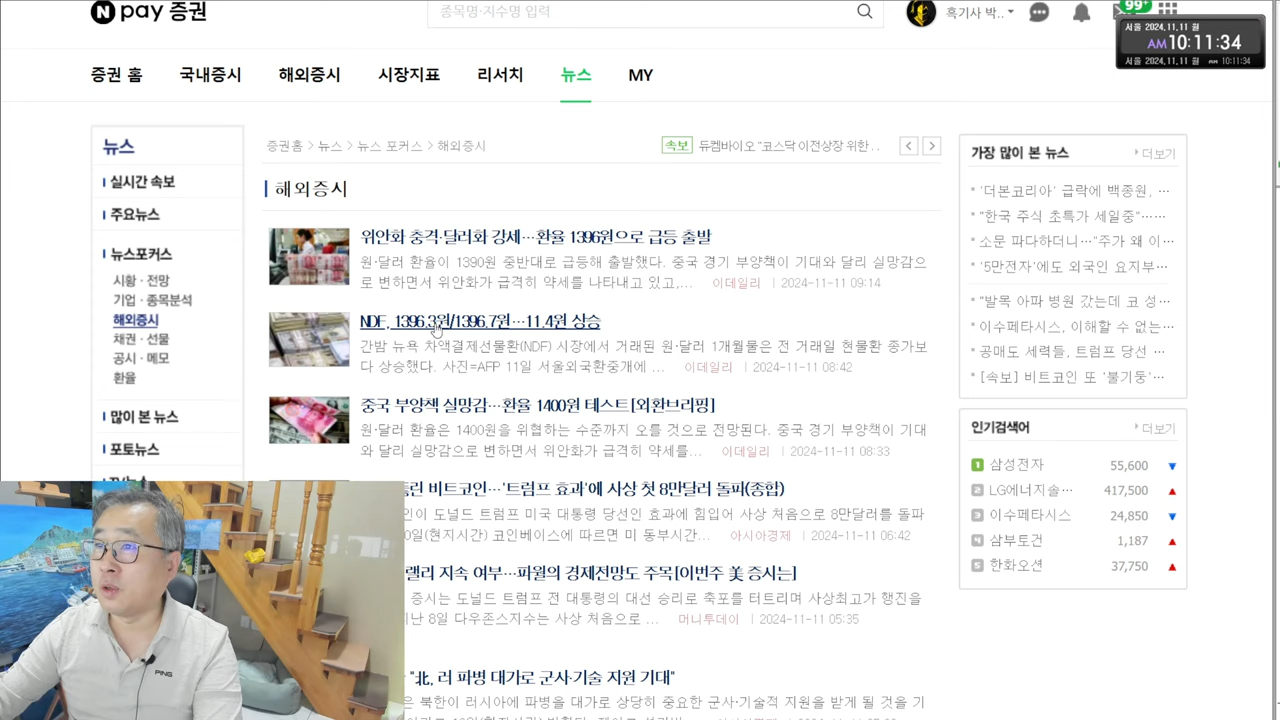 N pay 증권
종목명·지수명 입력
흑기사 박..
99+
서울 2024.11.11 월
AM 10:11:34
서울 2024.11.11 월 AM 10:11:34
증권 홈 국내증시 해외증시 시장지표 리서치 뉴스 MY
뉴스
실시간 속보
주요뉴스
뉴스포커스
시황·전망
기업·종목분석
해외증시
채권·선물
공시·메모
환율
많이 본 뉴스
포토뉴스
증권홈 > 뉴스 > 뉴스 포커스 > 해외증시
속보 듀켐바이오 "코스닥 이전상장 위한..
해외증시
위안화 충격·달러화 강세…환율 1396원으로 급등 출발
원·달러 환율이 1390원 중반대로 급등해 출발했다. 중국 경기 부양책이 기대와 달리 실망감으
로 변하면서 위안화가 급격히 약세를 나타내고 있고,... 이데일리 | 2024-11-11 09:14
NDF, 1396.3원/1396.7원…11.4원 상승
간밤 뉴욕 차액결제선물환(NDF) 시장에서 거래된 원·달러 1개월물은 전 거래일 현물환 종가보
다 상승했다. 사진=AFP 11일 서울외국환중개에 ... 이데일리 | 2024-11-11 08:42
중국 부양책 실망감…환율 1400원 테스트[외환브리핑]
원·달러 환율은 1400원을 위협하는 수준까지 오를 것으로 전망된다. 중국 경기 부양책이 기대
와 달리 실망감으로 변하면서 위안화가 급격히 약세를... 이데일리 | 2024-11-11 08:33
비트코인…'트럼프 효과'에 사상 첫 8만달러 돌파(종합)
인이 도널드 트럼프 미국 대통령 당선인 효과에 힘입어 사상 처음으로 8만달러를 돌파
0일(현지시간) 코인베이스에 따르면 미 동부시간... 아시아경제 | 2024-11-11 06:42
랠리 지속 여부…파월의 경제전망도 주목[이번주 美 증시는]
증시는 도널드 트럼프 전 대통령의 대선 승리로 축포를 터트리며 사상최고가 행진을
지난 8일 다우존스지수는 사상 처음으로 ... 머니투데이 | 2024-11-11 05:35
"北, 러 파병 대가로 군사·기술 지원 기대"
은 북한이 러시아에 파병을 대가로 상당히 중요한 군사·기술적 지원을 받게 될 것을 기
가장 많이 본 뉴스 더보기
'더본코리아' 급락에 백종원, …
"한국 주식 초특가 세일중"……
소문 파다하더니…"주가 왜 이…
'5만전자'에도 외국인 요지부…
"발목 아파 병원 갔는데 코 성…
이수페타시스, 이해할 수 없는…
공매도 세력들, 트럼프 당선 …
[속보] 비트코인 또 '불기둥'…
인기검색어 더보기
1 삼성전자 55,600 ▼
2 LG에너지솔… 417,500 ▲
3 이수페타시스 24,850 ▼
4 삼부토건 1,187 ▲
5 한화오션 37,750 ▲
PING